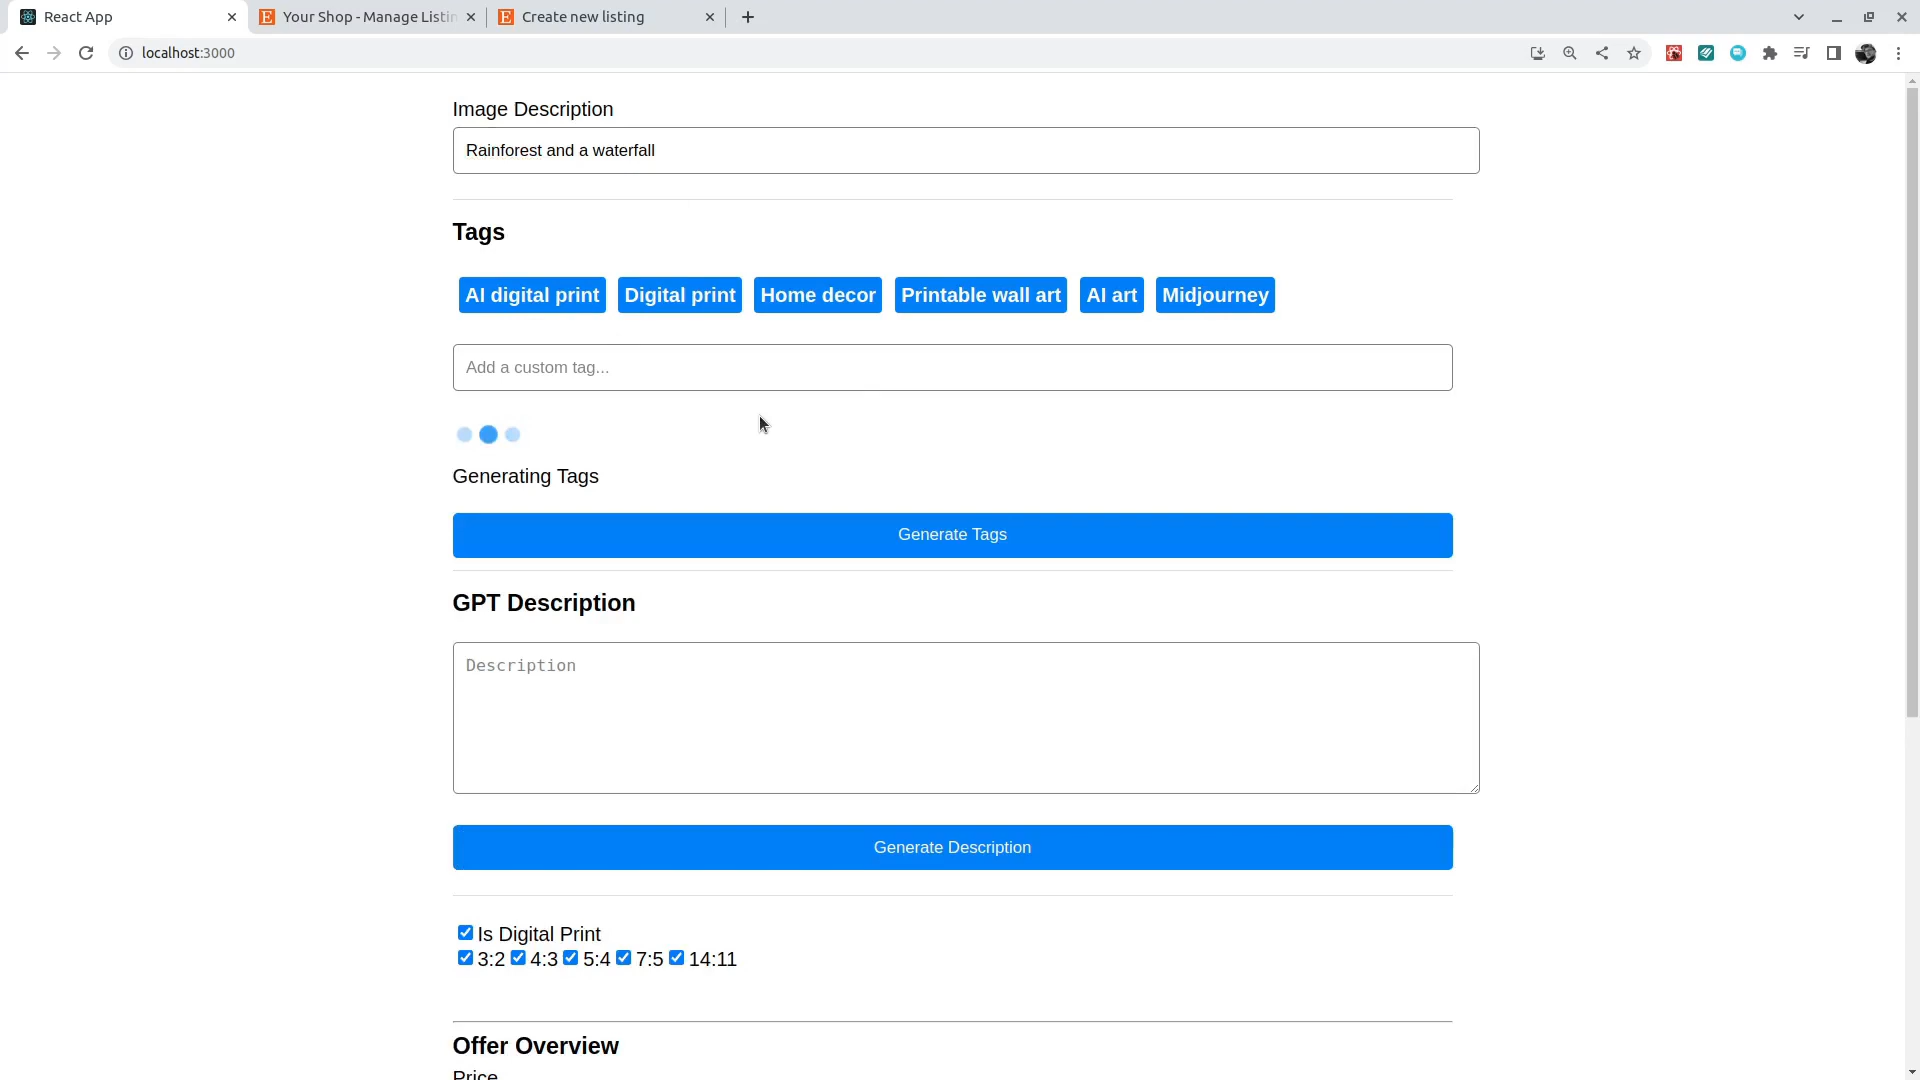 React App
Your Shop - Manage Listin
Create new listing
localhost:3000
Image Description
Rainforest and a waterfall
Tags
AI digital print Digital print Home decor Printable wall art AI art Midjourney
Add a custom tag...
Generating Tags
Generate Tags
GPT Description
Description
Generate Description
Is Digital Print
3:2 4:3 5:4 7:5 14:11
Offer Overview
Price